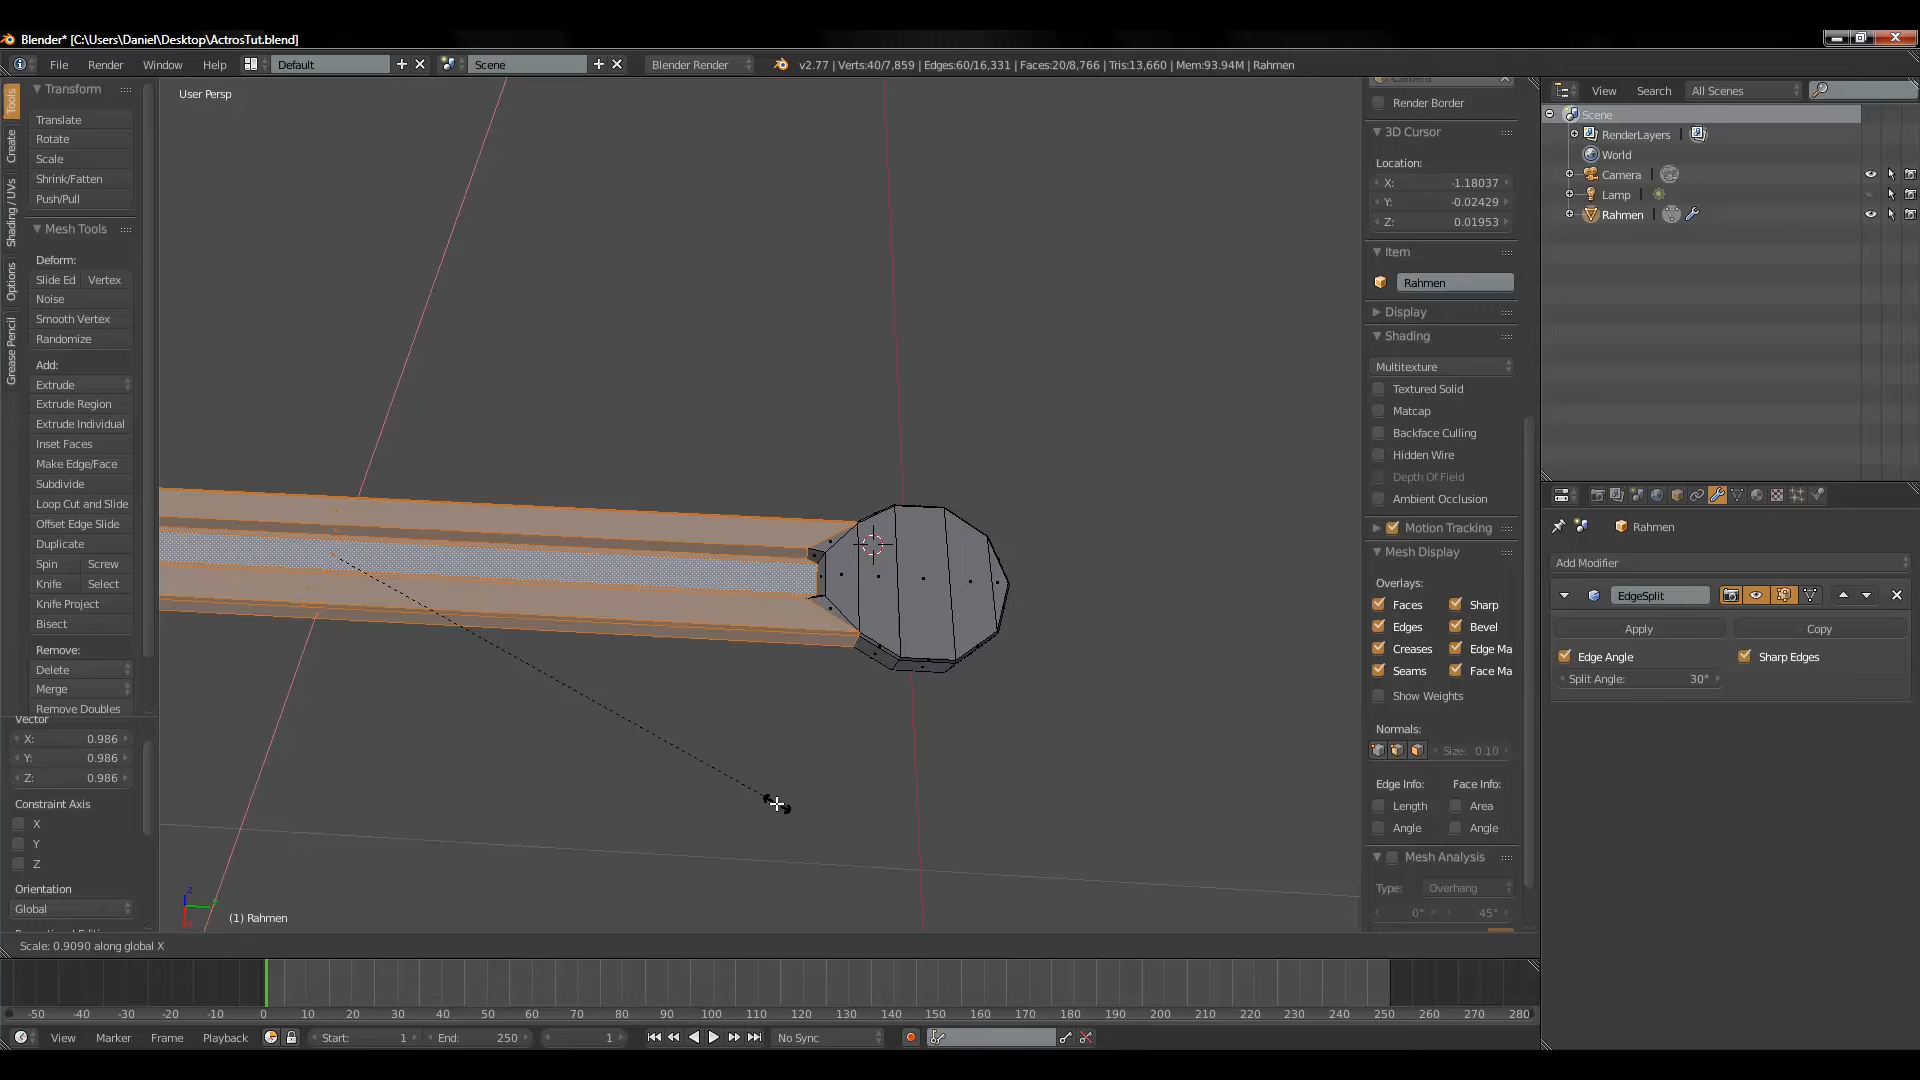 Blender* [C:\Users\Daniel\Desktop\ActrosTut.blend]
File Render Window Help Default Scene Blender Render v2.77 | Verts:40/7,859 | Edges:60/16,331 | Faces:20/8,766 | Tris:13,660 | Mem:93.94M | Rahmen
Tools
Create
Shading / UVs
Options
Grease Pencil
Transform
Translate
Rotate
Scale
Shrink/Fatten
Push/Pull
Mesh Tools
Deform:
Slide Ed Vertex
Noise
Smooth Vertex
Randomize
Add:
Extrude
Extrude Region
Extrude Individual
Inset Faces
Make Edge/Face
Subdivide
Loop Cut and Slide
Offset Edge Slide
Duplicate
Spin Screw
Knife Select
Knife Project
Bisect
Remove:
Delete
Merge
Remove Doubles
Vector
X: 0.986
Y: 0.986
Z: 0.986
Constraint Axis
X
Y
Z
Orientation
Global
User Persp
z
(1) Rahmen
Scale: 0.9090 along global X
Camera
Render Border
3D Cursor
Location:
X: -1.18037
Y: -0.02429
Z: 0.01953
Item
Rahmen
Display
Shading
Multitexture
Textured Solid
Matcap
Backface Culling
Hidden Wire
Depth Of Field
Ambient Occlusion
Motion Tracking
Mesh Display
Overlays:
Faces Sharp
Edges Bevel
Creases Edge Ma
Seams Face Ma
Show Weights
Normals:
Size: 0.10
Edge Info: Face Info:
Length Area
Angle Angle
Mesh Analysis
Type: Overhang
0° 45°
View Search All Scenes
Scene
RenderLayers
World
Camera
Lamp
Rahmen
Rahmen
Add Modifier
EdgeSplit
Apply Copy
Edge Angle Sharp Edges
Split Angle: 30°
-50 -40 -30 -20 -10 0 10 20 30 40 50 60 70 80 90 100 110 120 130 140 150 160 170 180 190 200 210 220 230 240 250 260 270 280
View Marker Frame Playback Start: 1 End: 250 1 No Sync